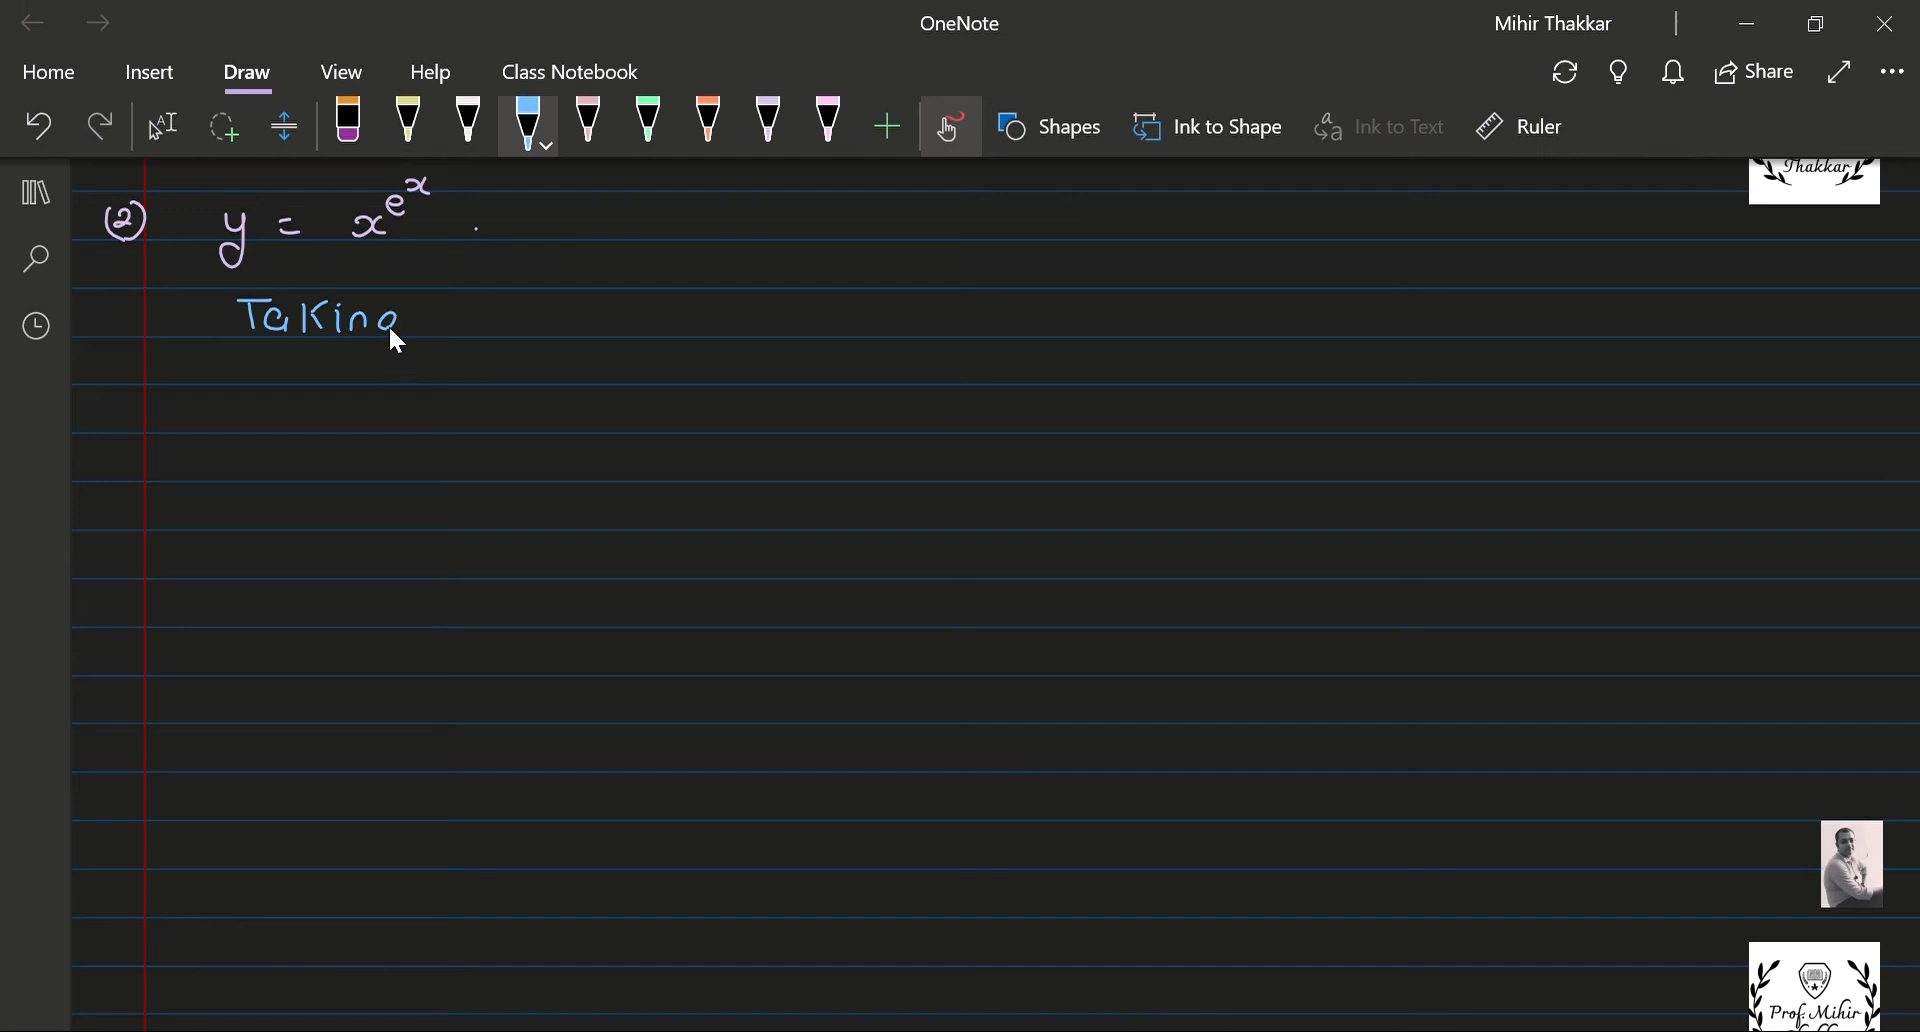 OneNote
Mihir Thakkar
Home Insert Draw View Help Class Notebook
Share
Shapes Ink to Shape Ink to Text Ruler
Thakkar
(2) y = x^{e^x} .
Taking
Prof. Mihir